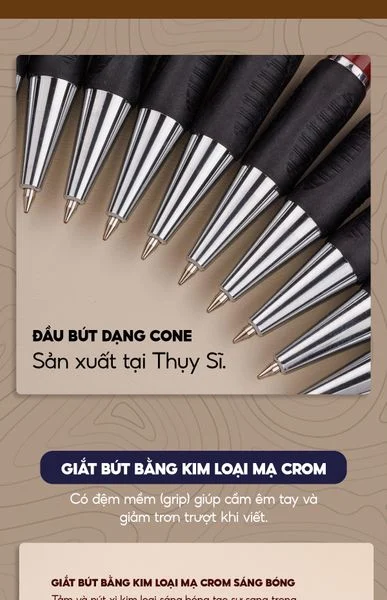 ĐẦU BÚT DẠNG CONE
Sản xuất tại Thụy Sĩ.
GIẮT BÚT BẰNG KIM LOẠI MẠ CROM
Có đệm mềm (grip) giúp cầm êm tay và
giảm trơn trượt khi viết.
GIẮT BÚT BẰNG KIM LOẠI MẠ CROM SÁNG BÓNG